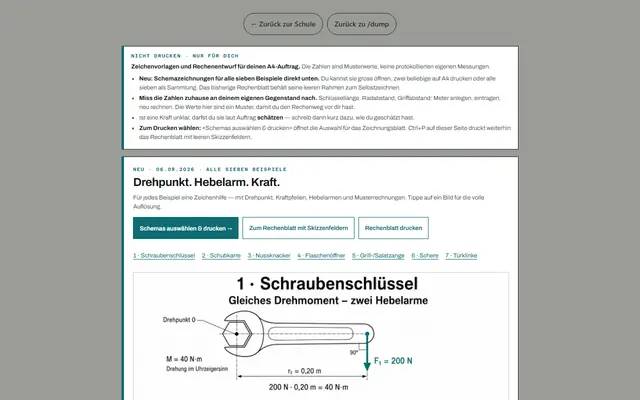 ← Zurück zur Schule
Zurück zu /dump
NICHT DRUCKEN · NUR FÜR DICH
Zeichenvorlagen und Rechenentwurf für deinen A4-Auftrag. Die Zahlen sind Musterwerte, keine protokollierten eigenen Messungen.
• Neu: Schemazeichnungen für alle sieben Beispiele direkt unten. Du kannst sie gross öffnen, zwei beliebige auf A4 drucken oder alle
sieben als Sammlung. Das bisherige Rechenblatt behält seine leeren Rahmen zum Selbstzeichnen.
• Miss die Zahlen zuhause an deinem eigenen Gegenstand nach. Schlüssellänge, Radabstand, Griffabstand: Meter anlegen, eintragen,
neu rechnen. Die Werte hier sind ein Muster, damit du den Rechenweg vor dir hast.
• Ist eine Kraft unklar, darfst du sie laut Auftrag schätzen – schreib dann kurz dazu, wie du geschätzt hast.
• Zum Drucken wählen: «Schemas auswählen & drucken» öffnet die Auswahl für das Zeichnungsblatt. Ctrl+P auf dieser Seite druckt weiterhin
das Rechenblatt mit leeren Skizzenfeldern.
NEU · 06.09.2026 · ALLE SIEBEN BEISPIELE
Drehpunkt. Hebelarm. Kraft.
Für jedes Beispiel eine Zeichenhilfe — mit Drehpunkt, Kraftpfeilen, Hebelarmen und Musterrechnungen. Tippe auf ein Bild für die volle
Auflösung.
Schemas auswählen & drucken →
Zum Rechenblatt mit Skizzenfeldern
Rechenblatt drucken
1 · Schraubenschlüssel 2 · Schubkarre 3 · Nussknacker 4 · Flaschenöffner 5 · Grill-/Salatzange 6 · Schere 7 · Türklinke
1 · Schraubenschlüssel
Gleiches Drehmoment – zwei Hebelarme
Drehpunkt 0
90°
F₁ = 200 N
M = 40 N·m
Drehung im Uhrzeigersinn
r₁ = 0,20 m
200 N · 0,20 m = 40 N·m